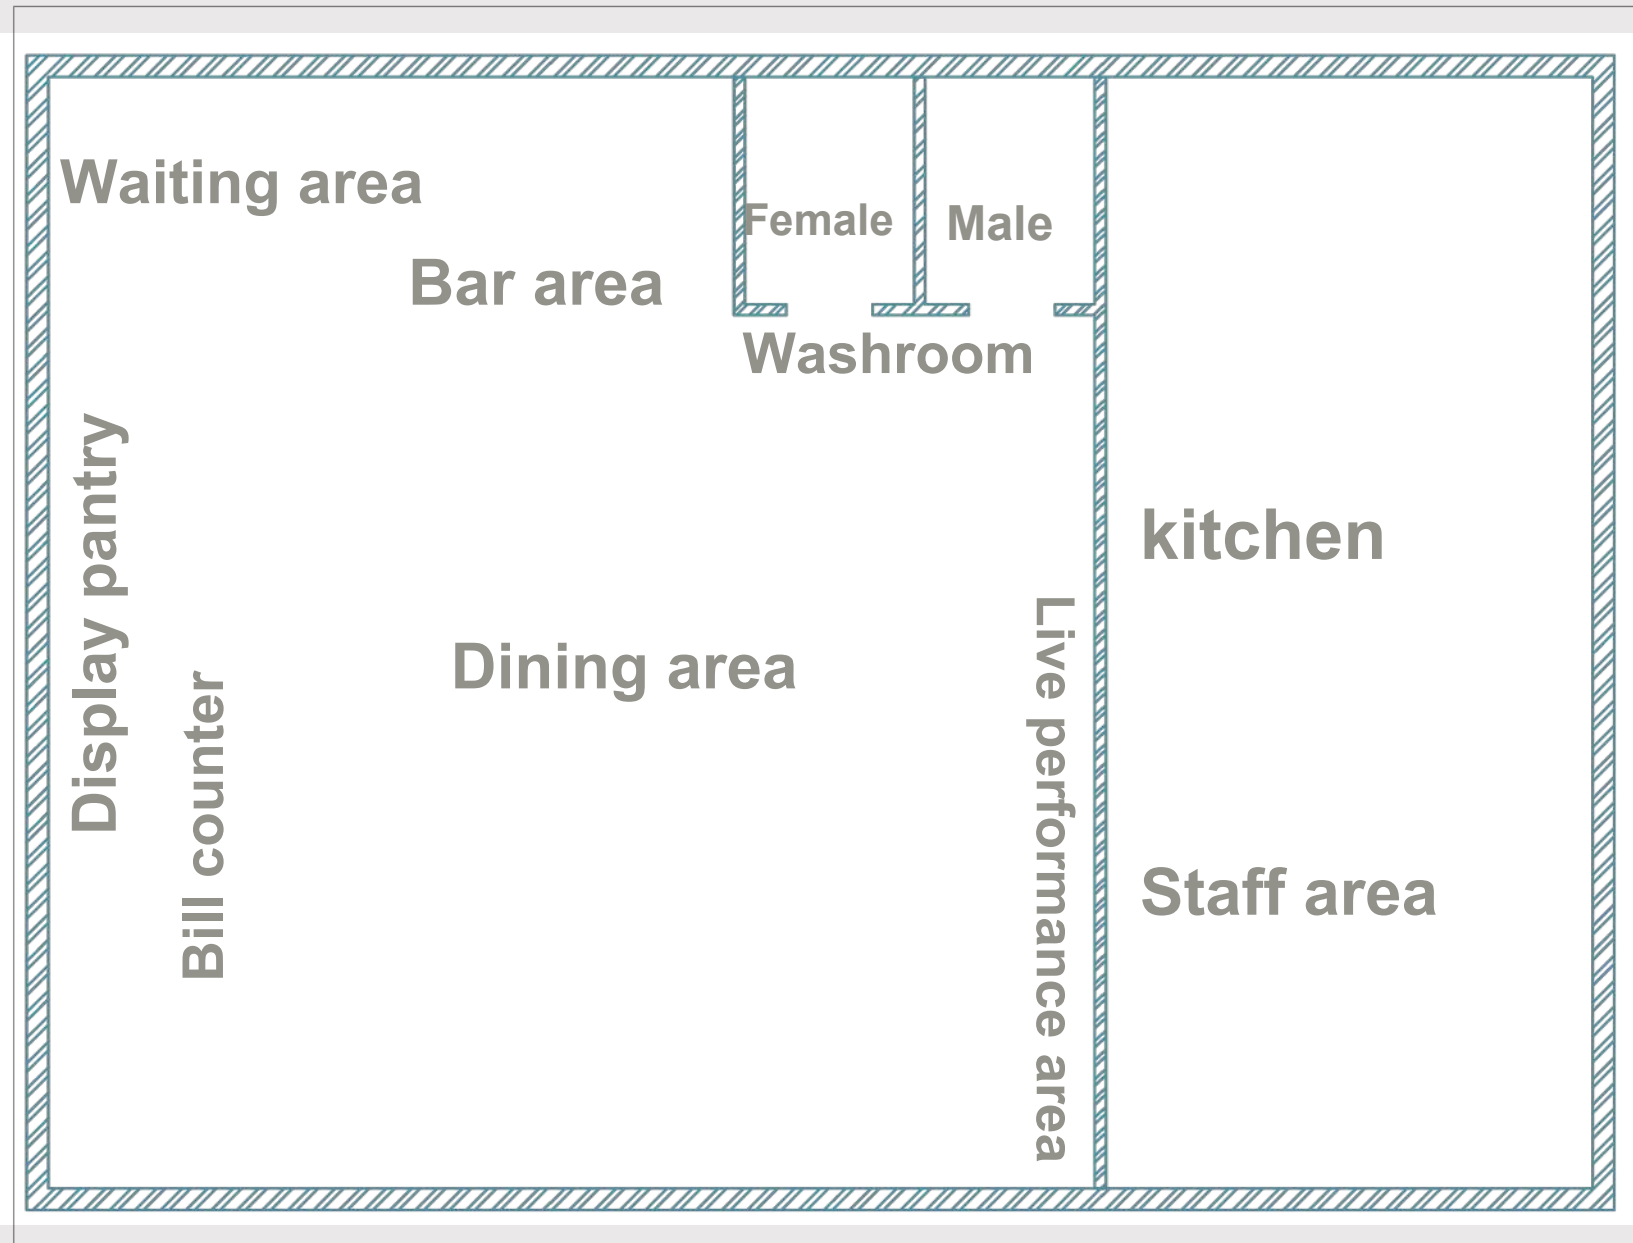 Waiting area
Female
Male
Bar area
Washroom
Display pantry
kitchen
Dining area
Live performance area
Bill counter
Staff area